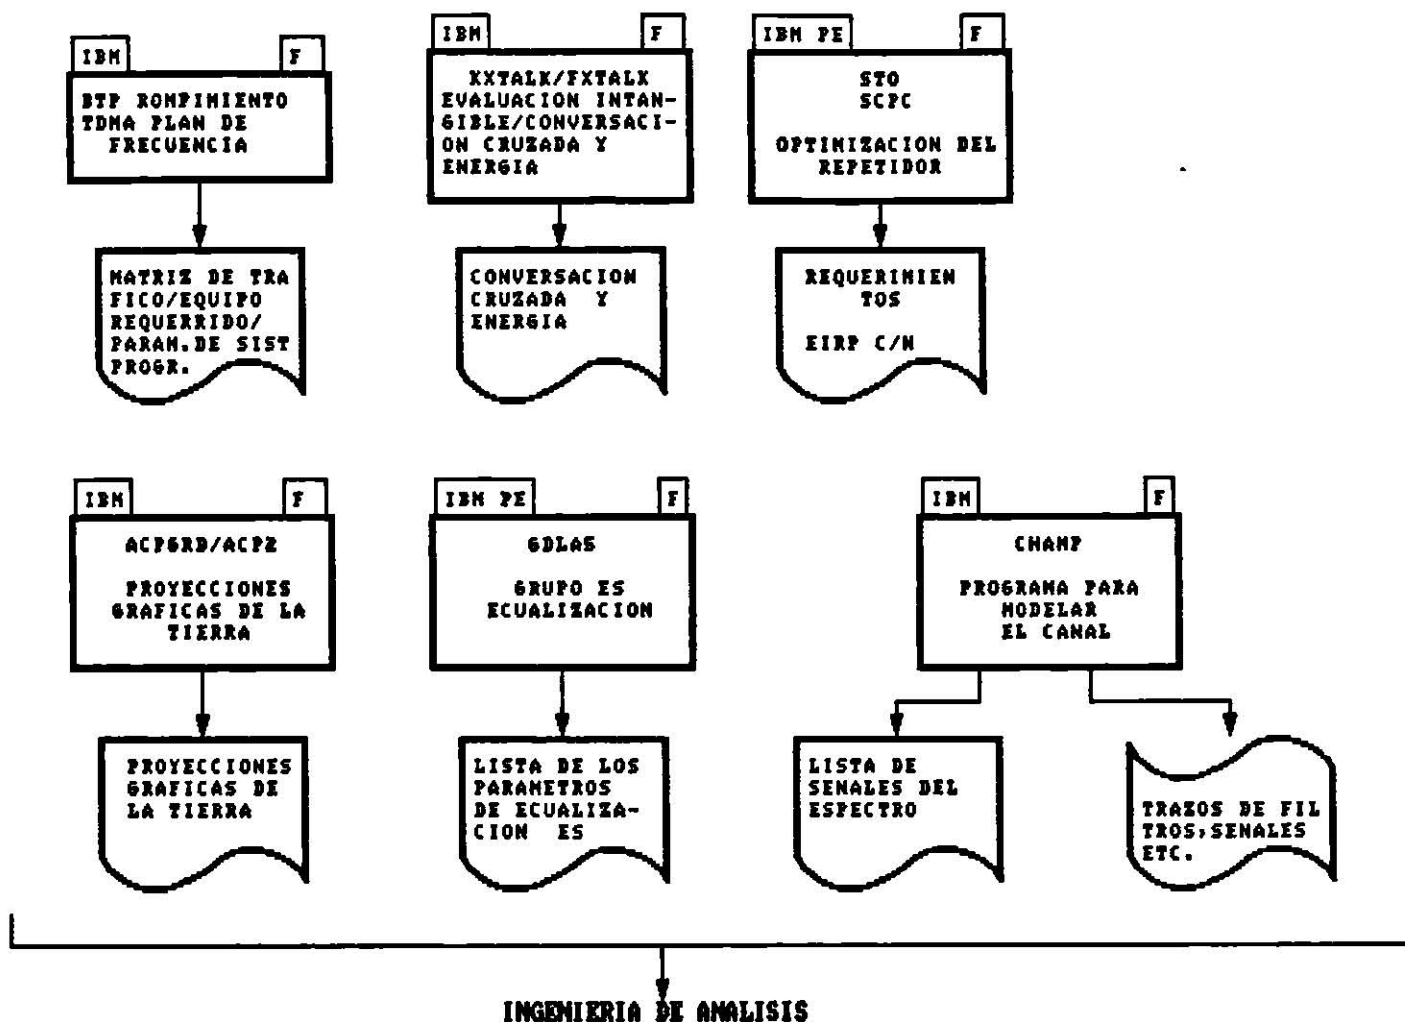 IBM
F
BTP ROMPIMIENTO
TDMA PLAN DE
FRECUENCIA
MATRIZ DE TRA
FICO/EQUIPO
REQUERRIDO/
PARAM.DE SIST
PROGR.
IBM
F
KXTALK/FXTALK
EVALUACION INTAN-
GIBLE/CONVERSACI-
ON CRUZADA Y
ENERGIA
CONVERSACION
CRUZADA Y
ENERGIA
IBM PE
F
STO
SCPC
OPTIMIZACION DEL
REPETIDOR
REQUERIMIEN
TOS
EIRP C/N
IBM
F
ACPGRD/ACP2
PROYECCIONES
GRAFICAS DE LA
TIERRA
PROYECCIONES
GRAFICAS DE
LA TIERRA
IBM PE
F
GDLAS
GRUPO ES
ECUALIZACION
LISTA DE LOS
PARAMETROS
DE ECUALIZA-
CION ES
IBM
F
CHAMP
PROGRAMA PARA
MODELAR
EL CANAL
LISTA DE
SENALES DEL
ESPECTRO
TRAZOS DE FIL
TROS,SENALES
ETC.
INGENIERIA DE ANALISIS